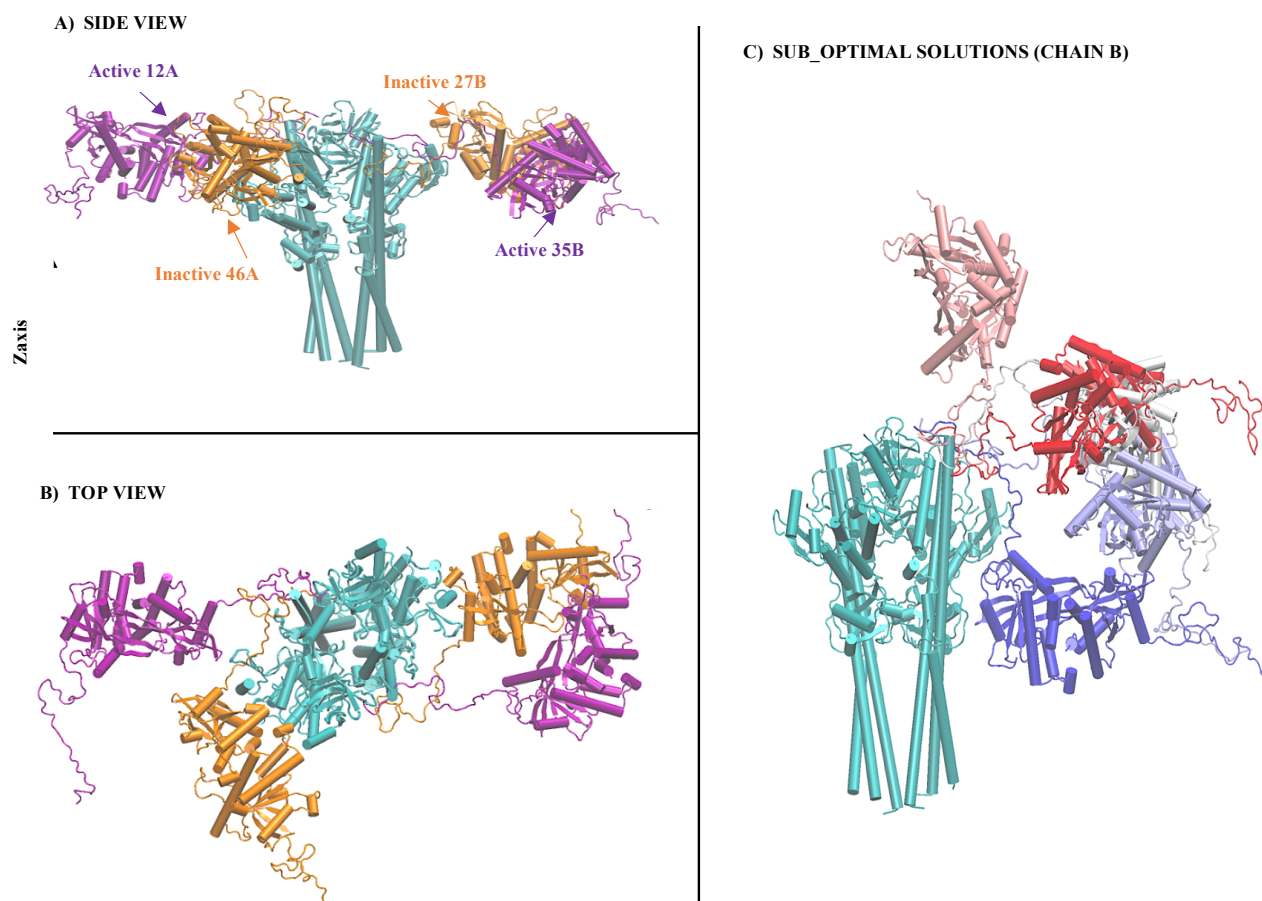 A) SIDE VIEW
Active 12A
Inactive 27B
Inactive 46A
Active 35B
Zaxis
B) TOP VIEW
C) SUB_OPTIMAL SOLUTIONS (CHAIN B)